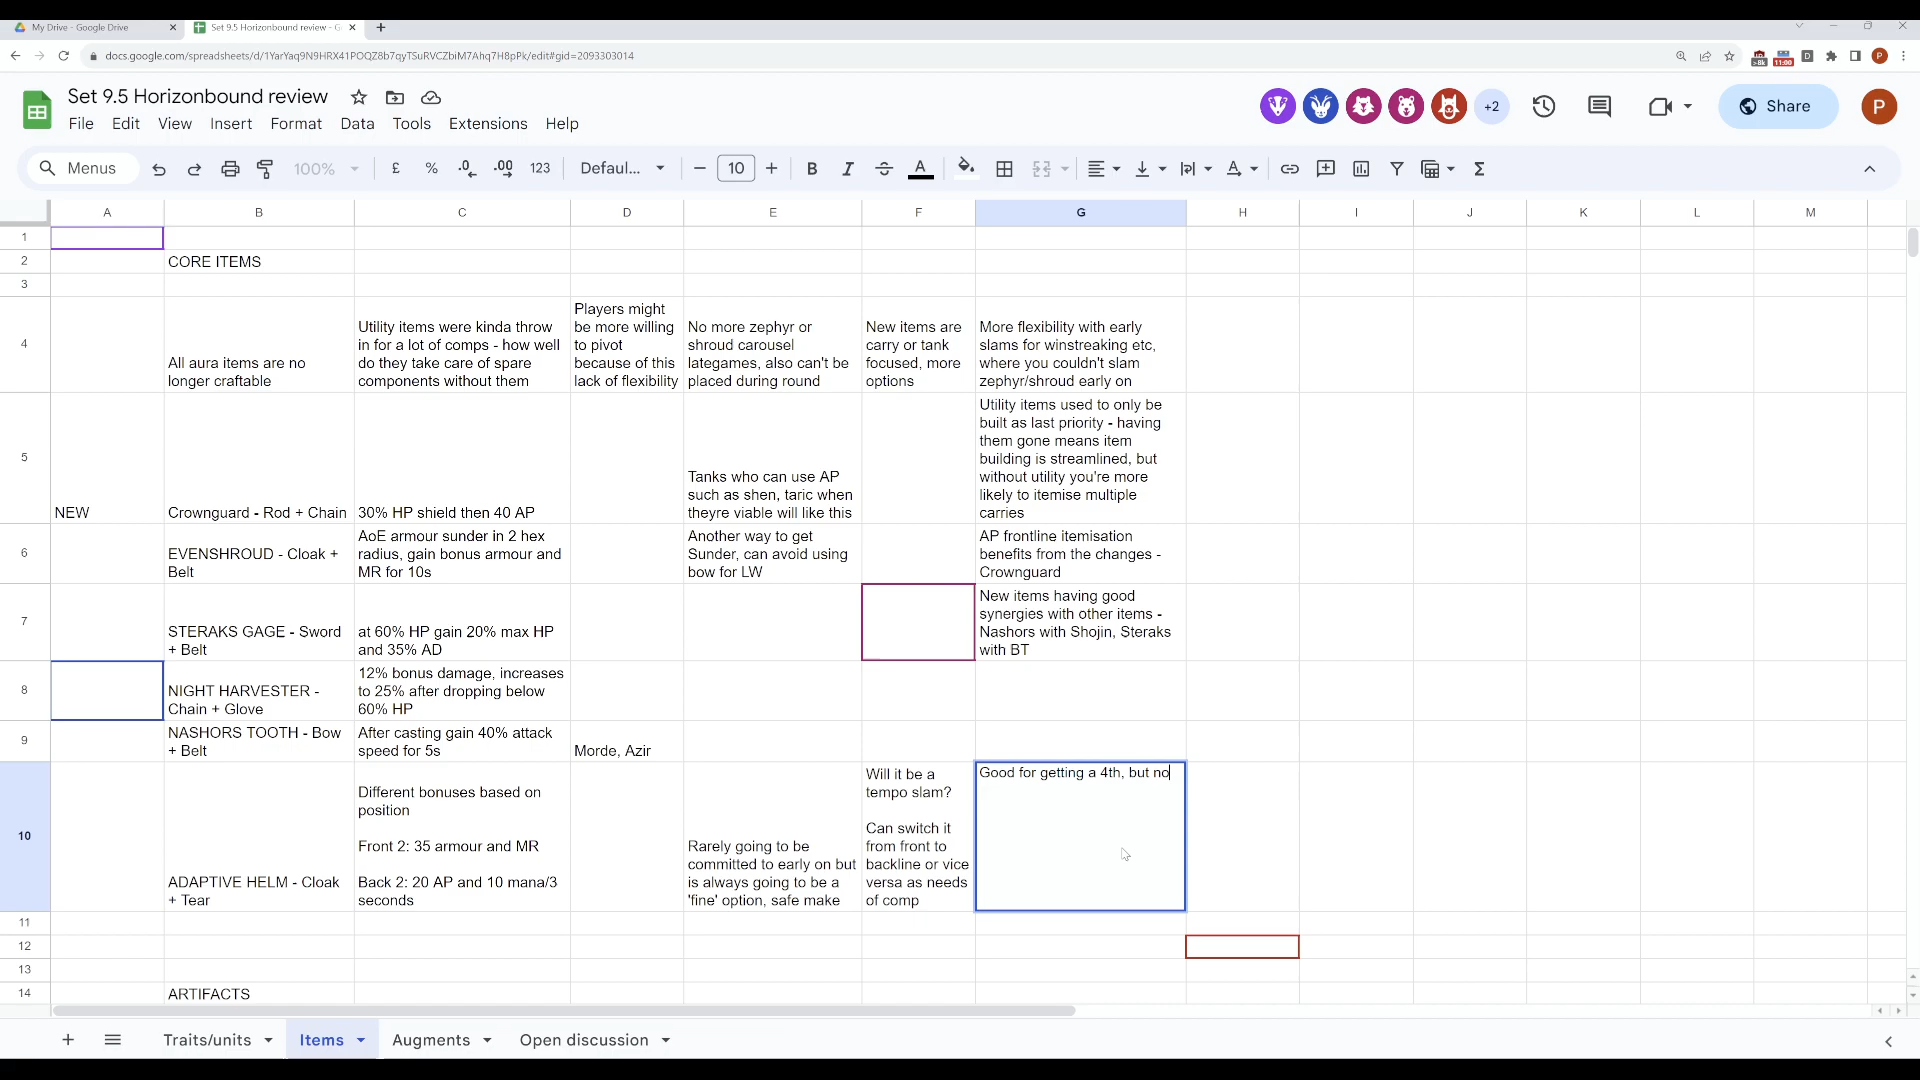 My Drive - Google Drive
Set 9.5 Horizonbound review - G
docs.google.com/spreadsheets/d/1YarYaq9N9HRX41POQZ8b7qyTSuRVCZbiM7Ahq7H8pPk/edit#gid=2093303014
>8k
11:00
D
P
Set 9.5 Horizonbound review
+2
Share
P
File Edit View Insert Format Data Tools Extensions Help
Menus
100%
£
%
.0
.00
123
Defaul...
10
B
I
A
Σ
A B C D E F G H I J K L M
1
2
CORE ITEMS
3
4
All aura items are no
longer craftable
Utility items were kinda throw
in for a lot of comps - how well
do they take care of spare
components without them
Players might
be more willing
to pivot
because of this
lack of flexibility
No more zephyr or
shroud carousel
lategames, also can't be
placed during round
New items are
carry or tank
focused, more
options
More flexibility with early
slams for winstreaking etc,
where you couldn't slam
zephyr/shroud early on
5
NEW
Crownguard - Rod + Chain
30% HP shield then 40 AP
Tanks who can use AP
such as shen, taric when
theyre viable will like this
Utility items used to only be
built as last priority - having
them gone means item
building is streamlined, but
without utility you're more
likely to itemise multiple
carries
6
EVENSHROUD - Cloak +
Belt
AoE armour sunder in 2 hex
radius, gain bonus armour and
MR for 10s
Another way to get
Sunder, can avoid using
bow for LW
AP frontline itemisation
benefits from the changes -
Crownguard
7
STERAKS GAGE - Sword
+ Belt
at 60% HP gain 20% max HP
and 35% AD
New items having good
synergies with other items -
Nashors with Shojin, Steraks
with BT
8
NIGHT HARVESTER -
Chain + Glove
12% bonus damage, increases
to 25% after dropping below
60% HP
9
NASHORS TOOTH - Bow
+ Belt
After casting gain 40% attack
speed for 5s
Morde, Azir
10
ADAPTIVE HELM - Cloak
+ Tear
Different bonuses based on
position
Front 2: 35 armour and MR
Back 2: 20 AP and 10 mana/3
seconds
Rarely going to be
committed to early on but
is always going to be a
'fine' option, safe make
Will it be a
tempo slam?
Can switch it
from front to
backline or vice
versa as needs
of comp
Good for getting a 4th, but no
11
12
13
14
ARTIFACTS
Traits/units
Items
Augments
Open discussion